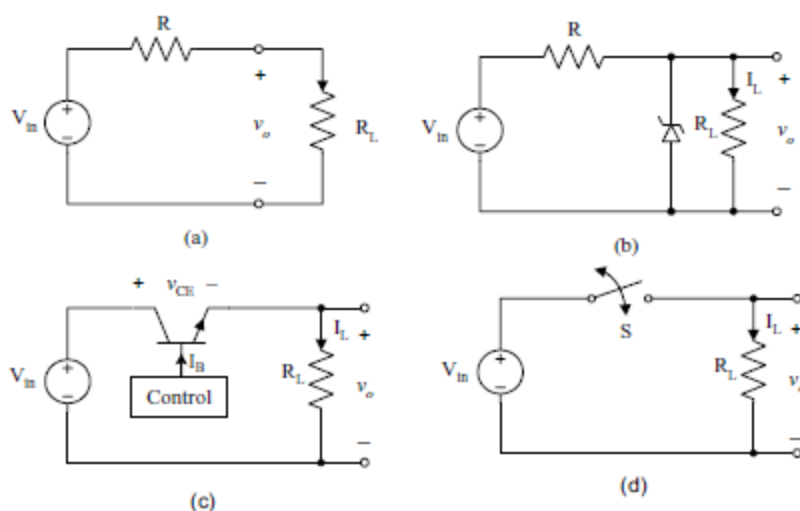 R
V_in
+
−
+
v_o
−
R_L
(a)
R
V_in
+
−
R_L
I_L
+
v_o
−
(b)
+ v_CE −
V_in
+
−
I_B
Control
R_L
I_L
+
v_o
−
(c)
S
V_in
+
−
R_L
I_L
+
−
(d)